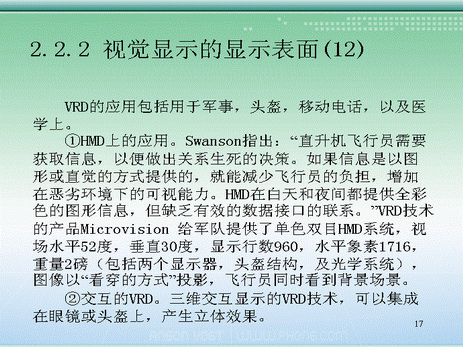 2.2.2 视觉显示的显示表面(12)
VRD的应用包括用于军事，头盔，移动电话，以及医
学上。
①HMD上的应用。Swanson指出：“直升机飞行员需要
获取信息，以便做出关系生死的决策。如果信息是以图
形或直觉的方式提供的，就能减少飞行员的负担，增加
在恶劣环境下的可视能力。HMD在白天和夜间都提供全彩
色的图形信息，但缺乏有效的数据接口的联系。”VRD技术
的产品Microvision 给军队提供了单色双目HMD系统，视
场水平52度，垂直30度，显示行数960，水平象素1716，
重量2磅（包括两个显示器，头盔结构，及光学系统），
图像以“看穿的方式”投影，飞行员同时看到背景场景。
②交互的VRD。三维交互显示的VRD技术，可以集成
在眼镜或头盔上，产生立体效果。
17